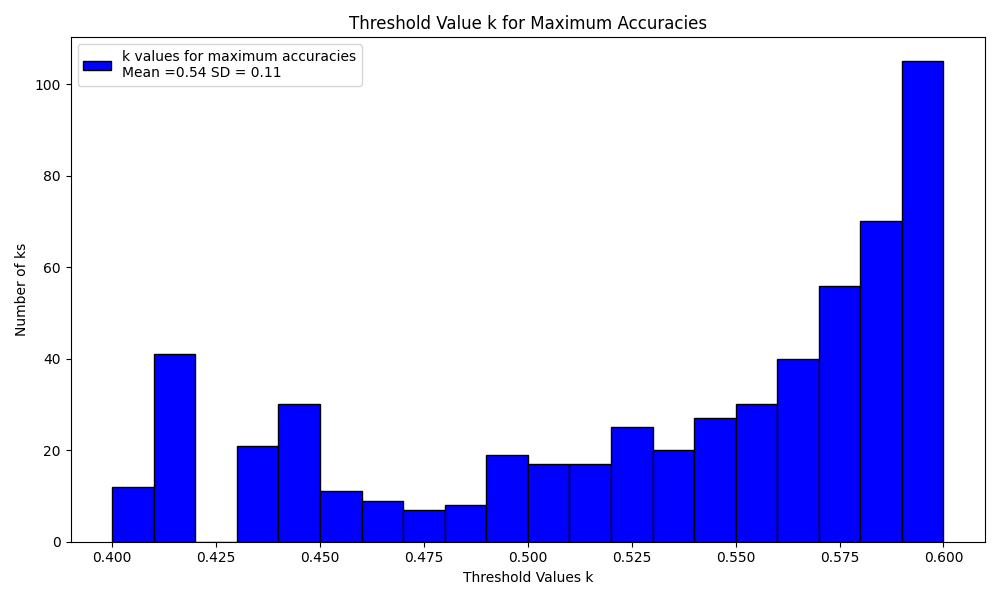 Threshold Value k for Maximum Accuracies
k values for maximum accuracies
Mean =0.54 SD = 0.11
100
80
60
40
20
0
Number of ks
0.400 0.425 0.450 0.475 0.500 0.525 0.550 0.575 0.600
Threshold Values k